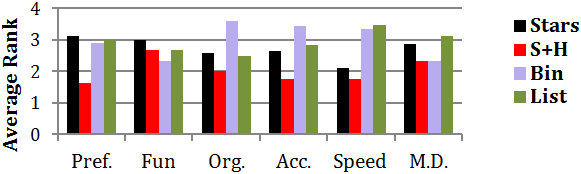 Average Rank
4
3
2
1
0
Pref. Fun Org. Acc. Speed M.D.
Stars
S+H
Bin
List